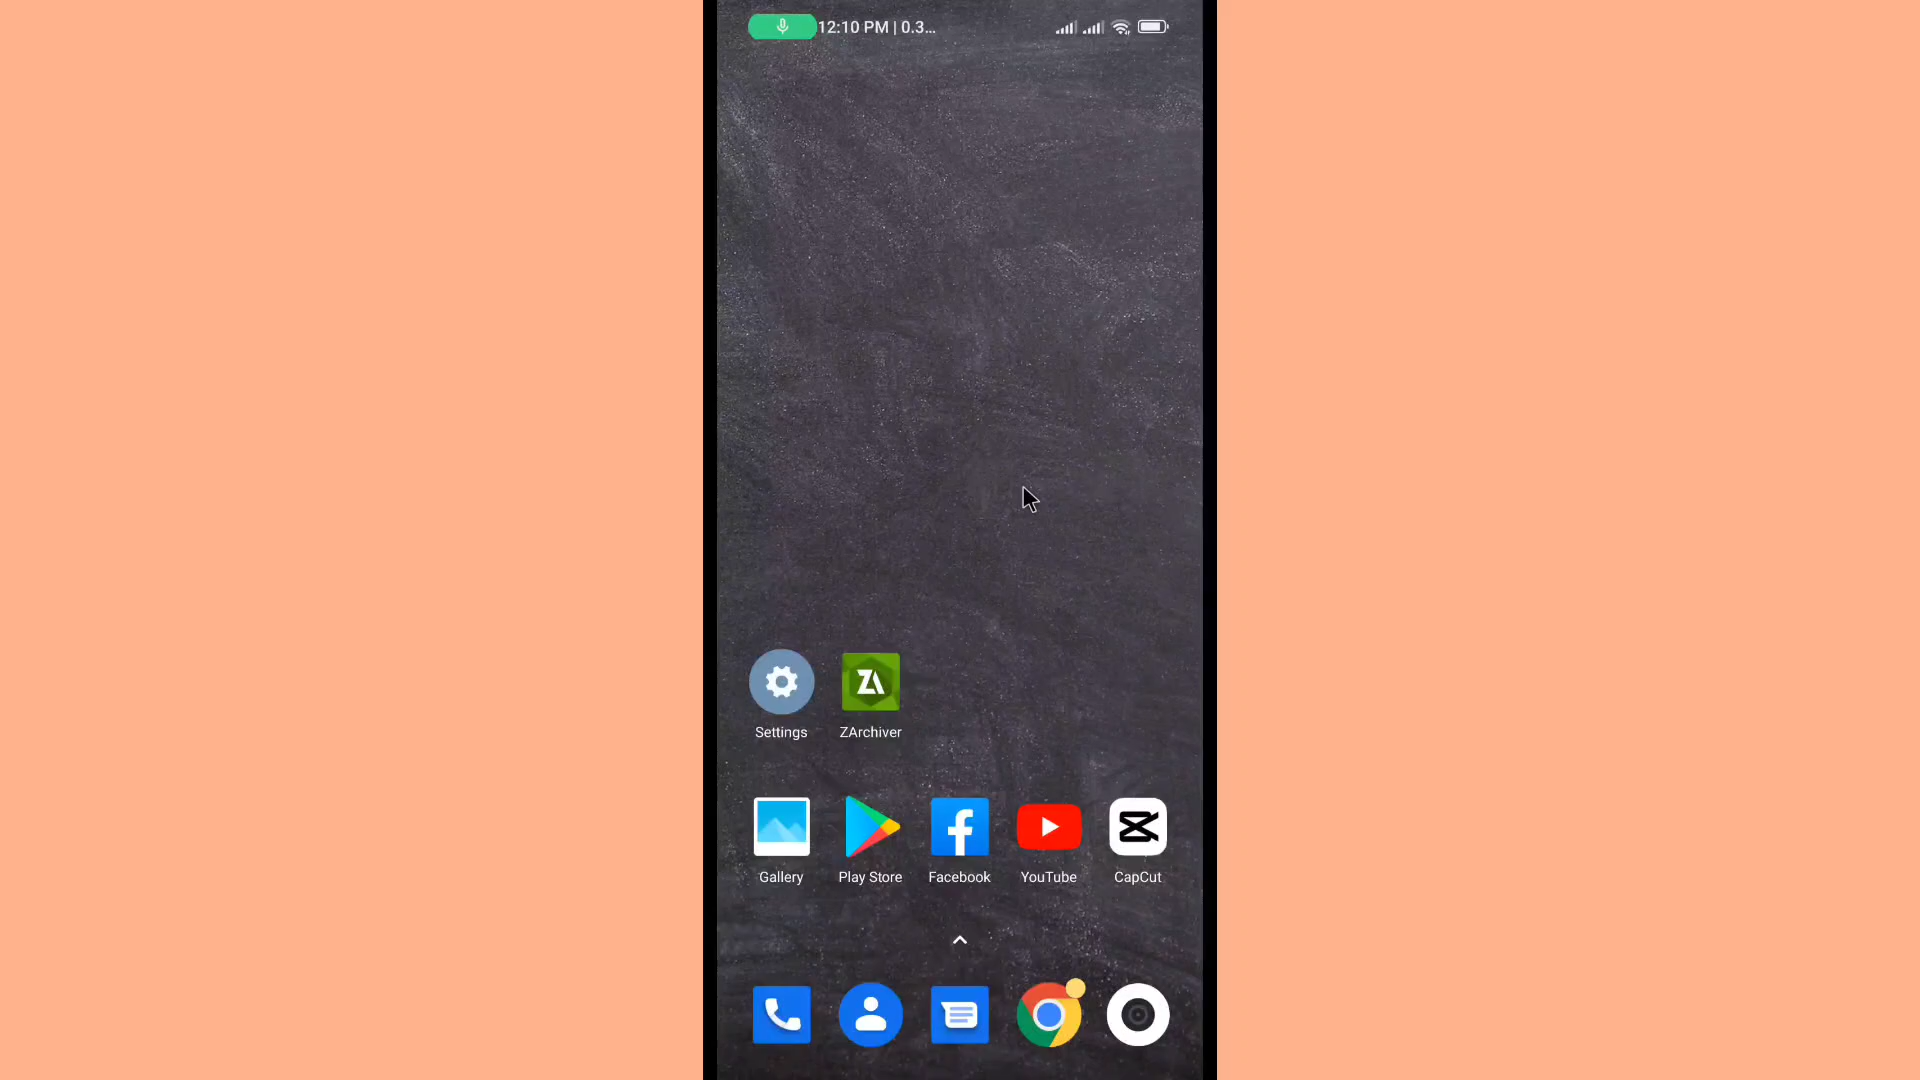 12:10 PM | 0.3...
Settings ZArchiver
Gallery Play Store Facebook YouTube CapCut